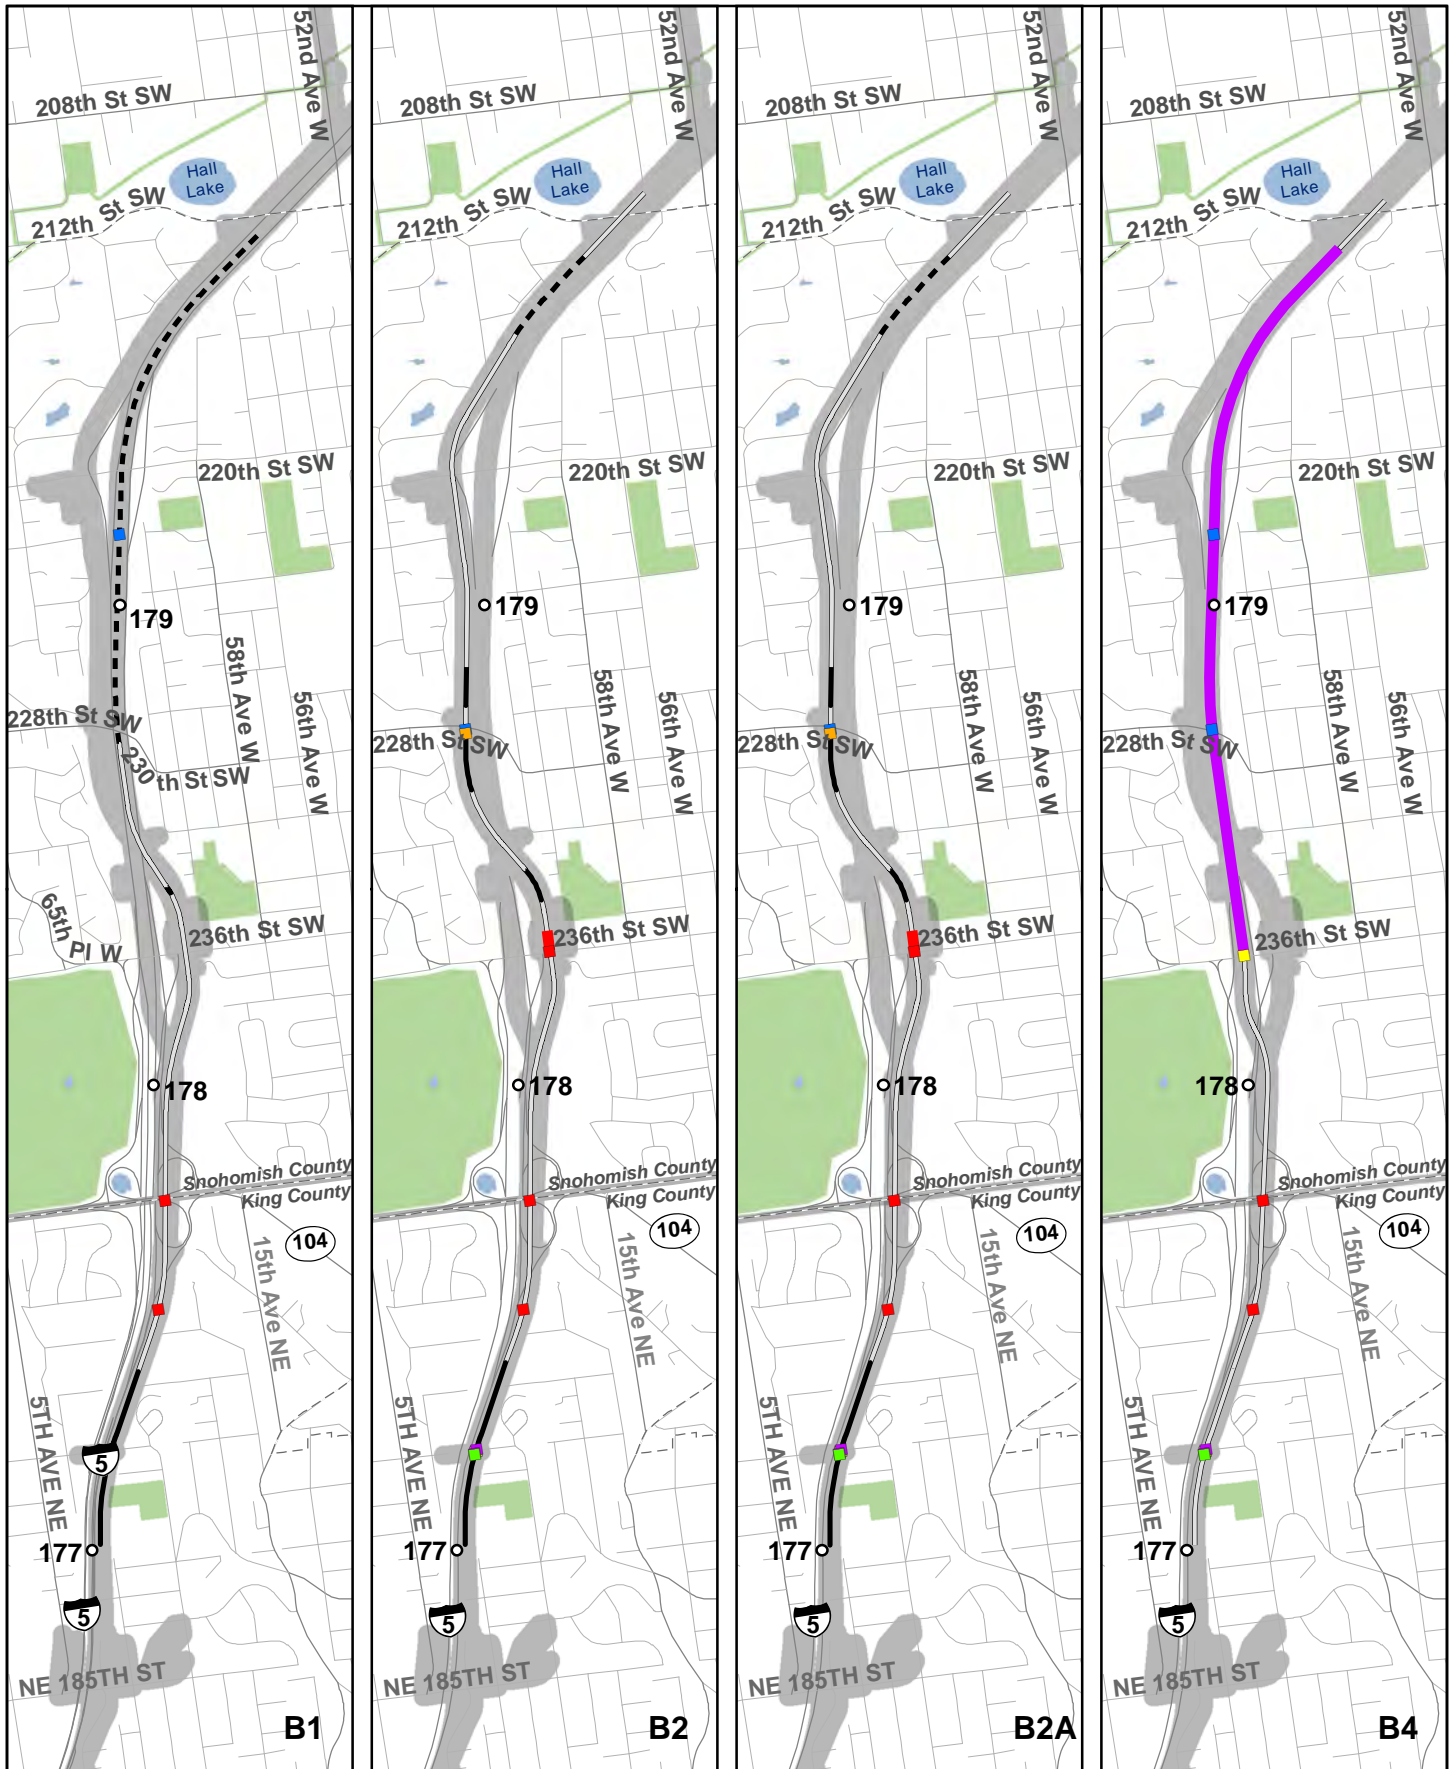 52nd Ave W
208th St SW
Hall
Lake
212th St SW
220th St SW
179
58th Ave W
56th Ave W
228th St SW
230th St SW
65th Pl W
236th St SW
178
Snohomish County
King County
104
15th Ave NE
5TH AVE NE
5
177
5
NE 185TH ST
B1
52nd Ave W
208th St SW
Hall
Lake
212th St SW
220th St SW
179
58th Ave W
56th Ave W
228th St SW
236th St SW
178
Snohomish County
King County
104
15th Ave NE
5TH AVE NE
177
5
NE 185TH ST
B2
52nd Ave W
208th St SW
Hall
Lake
212th St SW
220th St SW
179
58th Ave W
56th Ave W
228th St SW
236th St SW
178
Snohomish County
King County
104
15th Ave NE
5TH AVE NE
177
5
NE 185TH ST
B2A
52nd Ave W
208th St SW
Hall
Lake
212th St SW
220th St SW
179
58th Ave W
56th Ave W
228th St SW
236th St SW
178
Snohomish County
King County
104
15th Ave NE
5TH AVE NE
177
5
NE 185TH ST
B4